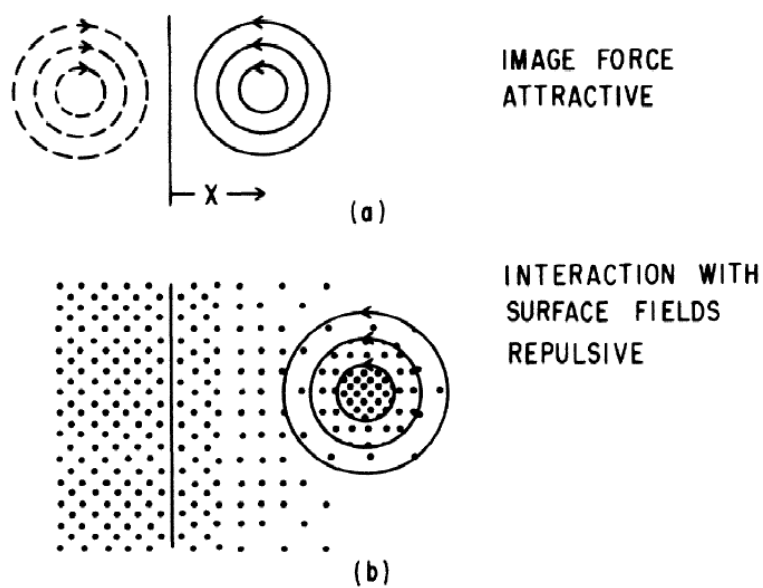 IMAGE FORCE
ATTRACTIVE
X
(a)
INTERACTION WITH
SURFACE FIELDS
REPULSIVE
(b)